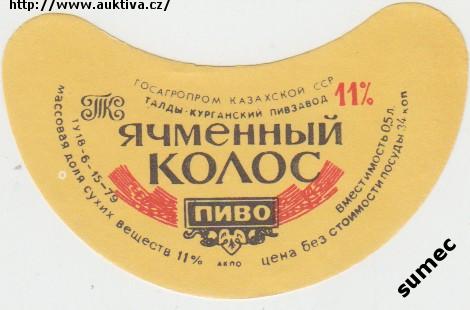 http://www.auktiva.cz/
ГОСАГРОПРОМ КАЗАХСКОЙ ССР
ТАЛДЫ-КУРГАНСКИЙ ПИВЗАВОД
11%
ТПК
ЯЧМЕННЫЙ
КОЛОС
ПИВО
АКПО
ТУ 18-6-15-79
массовая доля сухих веществ 11%
вместимость 0,5 л.
цена без стоимости посуды 34 коп
sumec